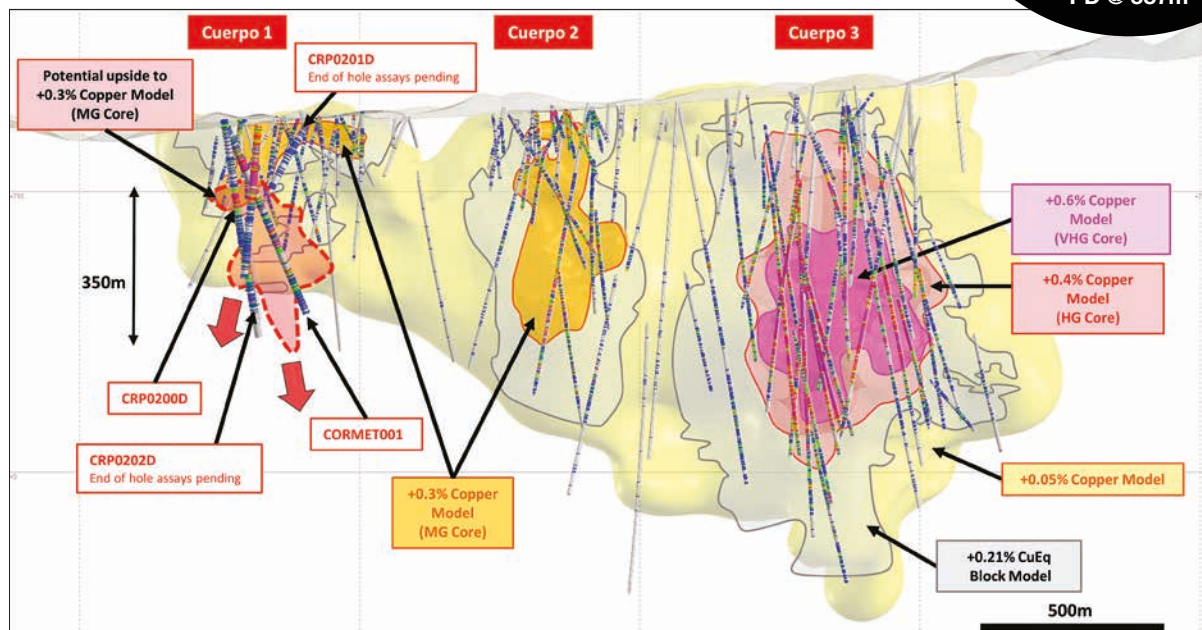 Cuerpo 1
Cuerpo 2
Cuerpo 3
CRP0201D
End of hole assays pending
Potential upside to
+0.3% Copper Model
(MG Core)
350m
+0.6% Copper
Model
(VHG Core)
+0.4% Copper
Model
(HG Core)
CRP0200D
CORMET001
CRP0202D
End of hole assays pending
+0.3% Copper
Model
(MG Core)
+0.05% Copper Model
+0.21% CuEq
Block Model
500m